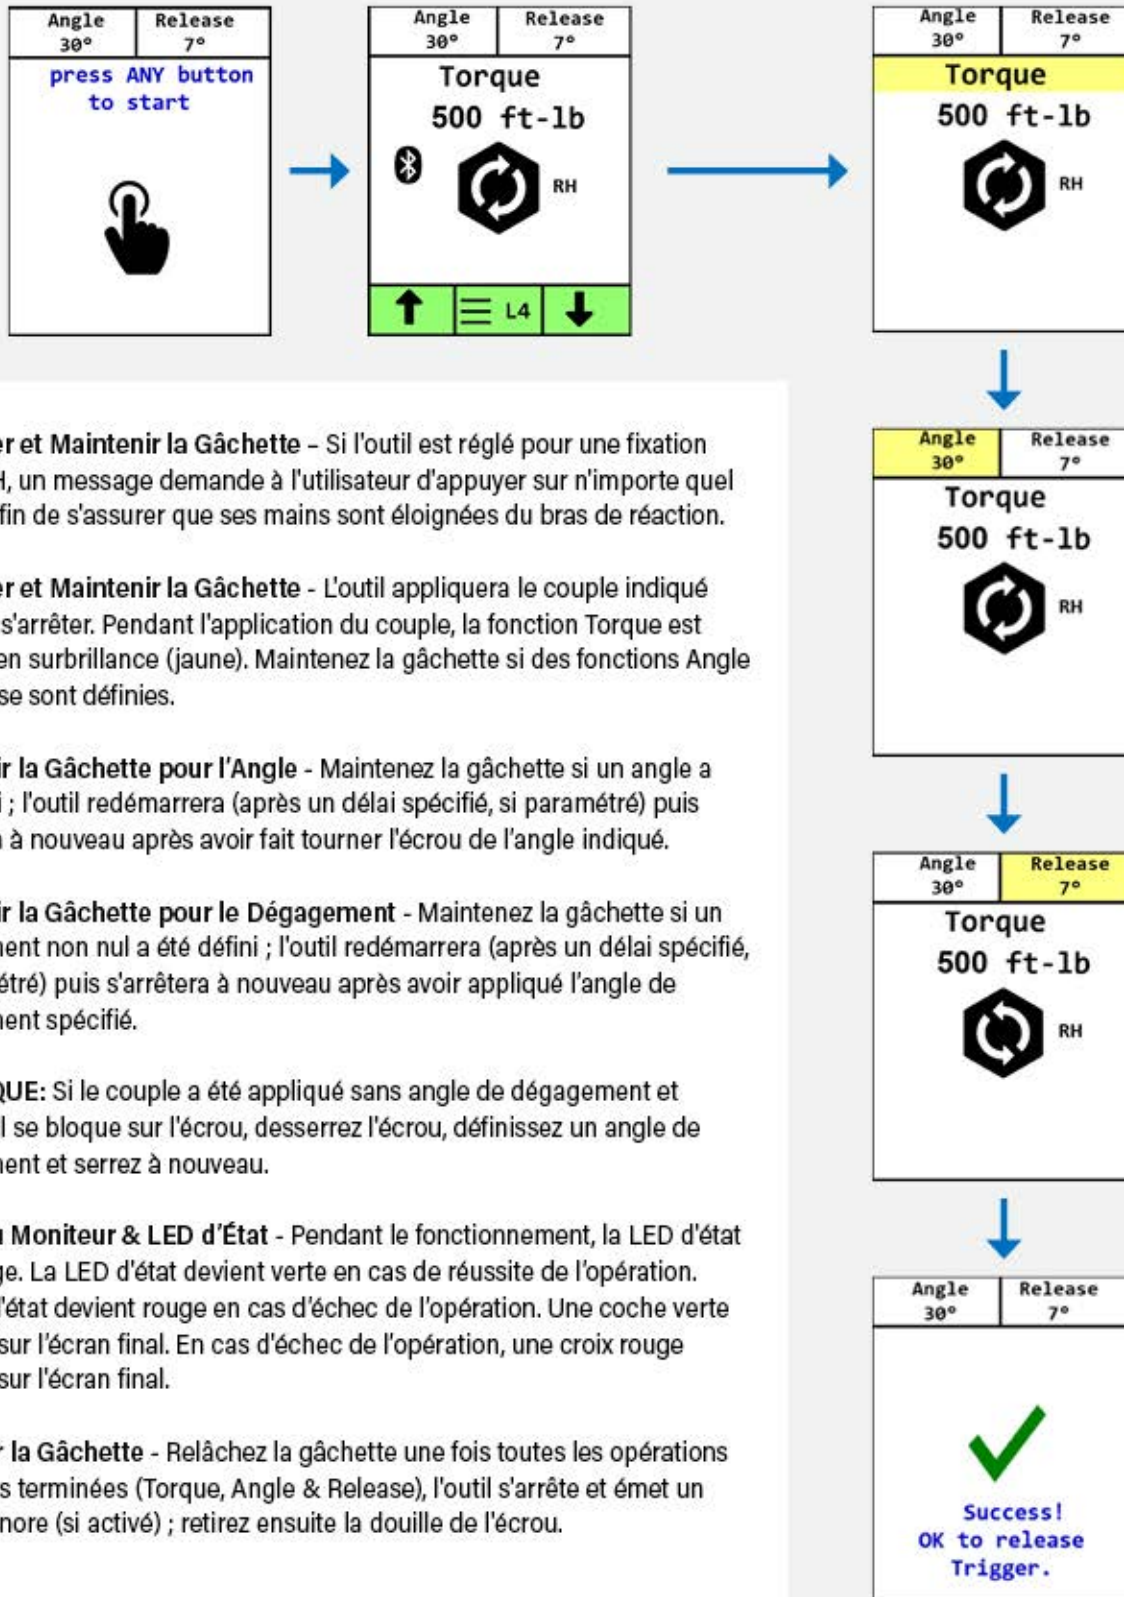 Angle
30°
Release
7°
press ANY button
to start
Angle
30°
Release
7°
Torque
500 ft-lb
RH
L4
Angle
30°
Release
7°
Torque
500 ft-lb
RH
er et Maintenir la Gâchette – Si l'outil est réglé pour une fixation
H, un message demande à l'utilisateur d'appuyer sur n'importe quel
fin de s'assurer que ses mains sont éloignées du bras de réaction.
er et Maintenir la Gâchette - L'outil appliquera le couple indiqué
s'arrêter. Pendant l'application du couple, la fonction Torque est
en surbrillance (jaune). Maintenez la gâchette si des fonctions Angle
se sont définies.
ir la Gâchette pour l'Angle - Maintenez la gâchette si un angle a
i ; l'outil redémarrera (après un délai spécifié, si paramétré) puis
à nouveau après avoir fait tourner l'écrou de l'angle indiqué.
ir la Gâchette pour le Dégagement - Maintenez la gâchette si un
ment non nul a été défini ; l'outil redémarrera (après un délai spécifié,
étré) puis s'arrêtera à nouveau après avoir appliqué l'angle de
ment spécifié.
QUE: Si le couple a été appliqué sans angle de dégagement et
l se bloque sur l'écrou, desserrez l'écrou, définissez un angle de
ment et serrez à nouveau.
Moniteur & LED d'État - Pendant le fonctionnement, la LED d'état
ge. La LED d'état devient verte en cas de réussite de l'opération.
l'état devient rouge en cas d'échec de l'opération. Une coche verte
sur l'écran final. En cas d'échec de l'opération, une croix rouge
sur l'écran final.
r la Gâchette - Relâchez la gâchette une fois toutes les opérations
s terminées (Torque, Angle & Release), l'outil s'arrête et émet un
nore (si activé) ; retirez ensuite la douille de l'écrou.
Angle
30°
Release
7°
Torque
500 ft-lb
RH
Angle
30°
Release
7°
Torque
500 ft-lb
RH
Angle
30°
Release
7°
Success!
OK to release
Trigger.